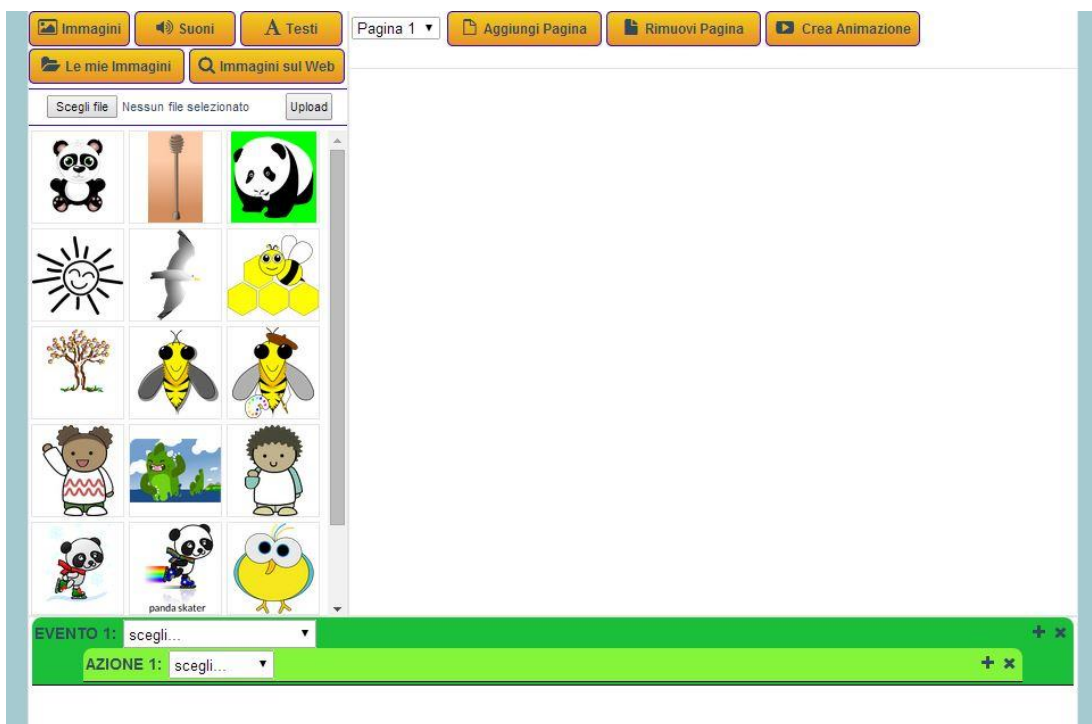 Immagini Suoni A Testi Pagina 1 Aggiungi Pagina Rimuovi Pagina Crea Animazione
Le mie Immagini Immagini sul Web
Scegli file Nessun file selezionato Upload
panda skater
EVENTO 1: scegli...
AZIONE 1: scegli...